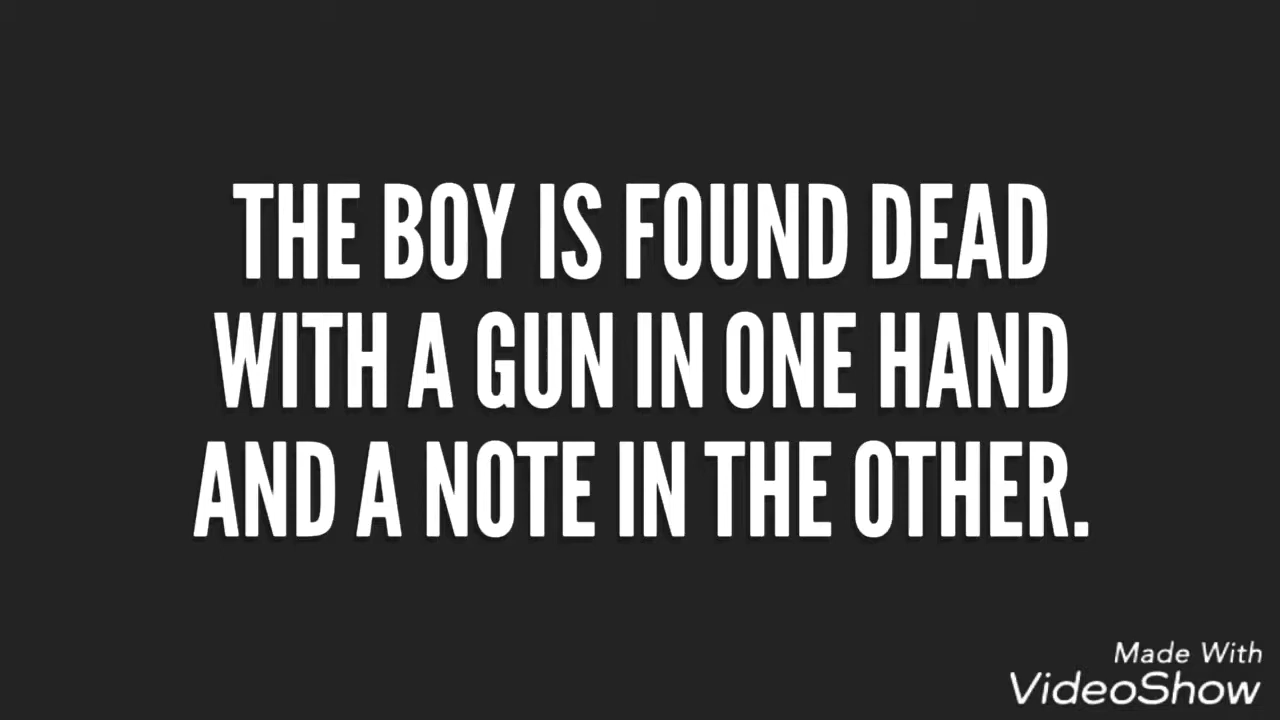 THE BOY IS FOUND DEAD
WITH A GUN IN ONE HAND
AND A NOTE IN THE OTHER.
Made With
VideoShow